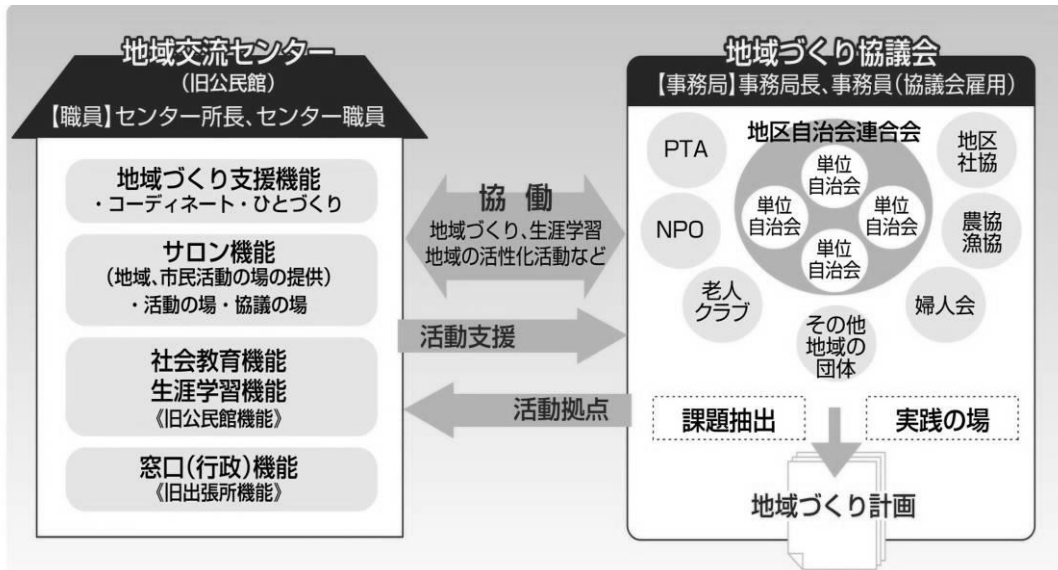 地域交流センター
(旧公民館)
【職員】センター所長、センター職員
地域づくり支援機能
・コーディネート・ひとづくり
サロン機能
(地域、市民活動の場の提供)
・活動の場・協議の場
社会教育機能
生涯学習機能
《旧公民館機能》
窓口(行政)機能
《旧出張所機能》
協働
地域づくり、生涯学習
地域の活性化活動など
活動支援
活動拠点
地域づくり協議会
【事務局】事務局長、事務員(協議会雇用)
地区自治会連合会
単位
自治会
単位
自治会
単位
自治会
単位
自治会
PTA
NPO
老人
クラブ
その他
地域の
団体
婦人会
農協
漁協
地区
社協
課題抽出
実践の場
地域づくり計画